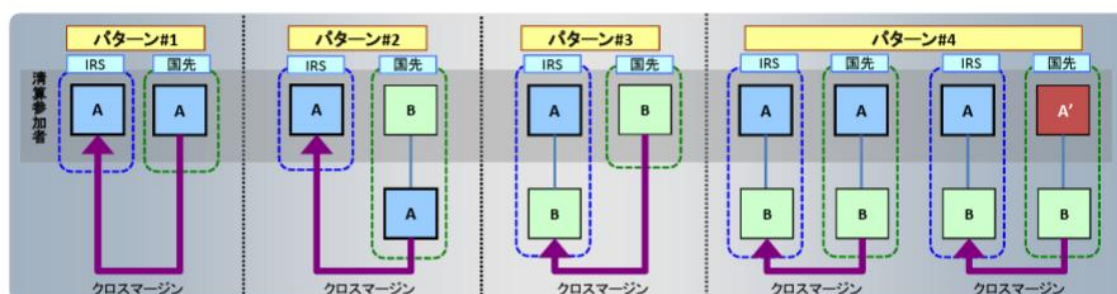 パターン#1
パターン#2
パターン#3
パターン#4
IRS
国先
IRS
国先
IRS
国先
IRS
国先
IRS
国先
清算参加者
A
A
A
B
A
B
A
A
A
A'
A
B
B
B
B
B
クロスマージン
クロスマージン
クロスマージン
クロスマージン
クロスマージン